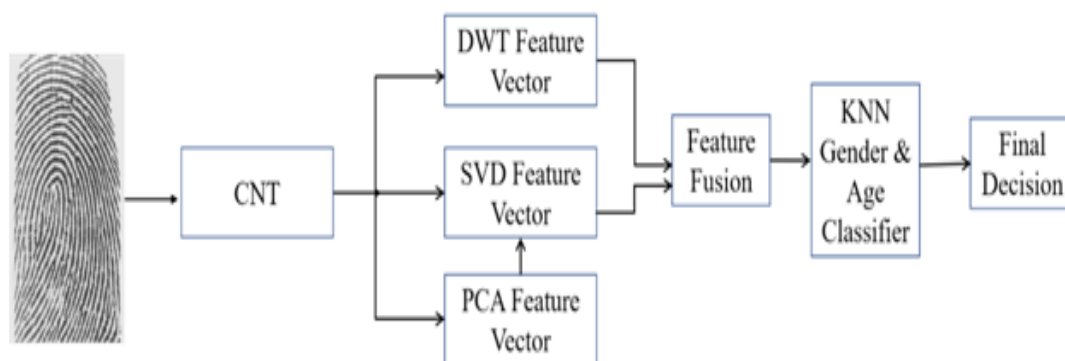 CNT
DWT Feature
Vector
SVD Feature
Vector
PCA Feature
Vector
Feature
Fusion
KNN
Gender &
Age
Classifier
Final
Decision